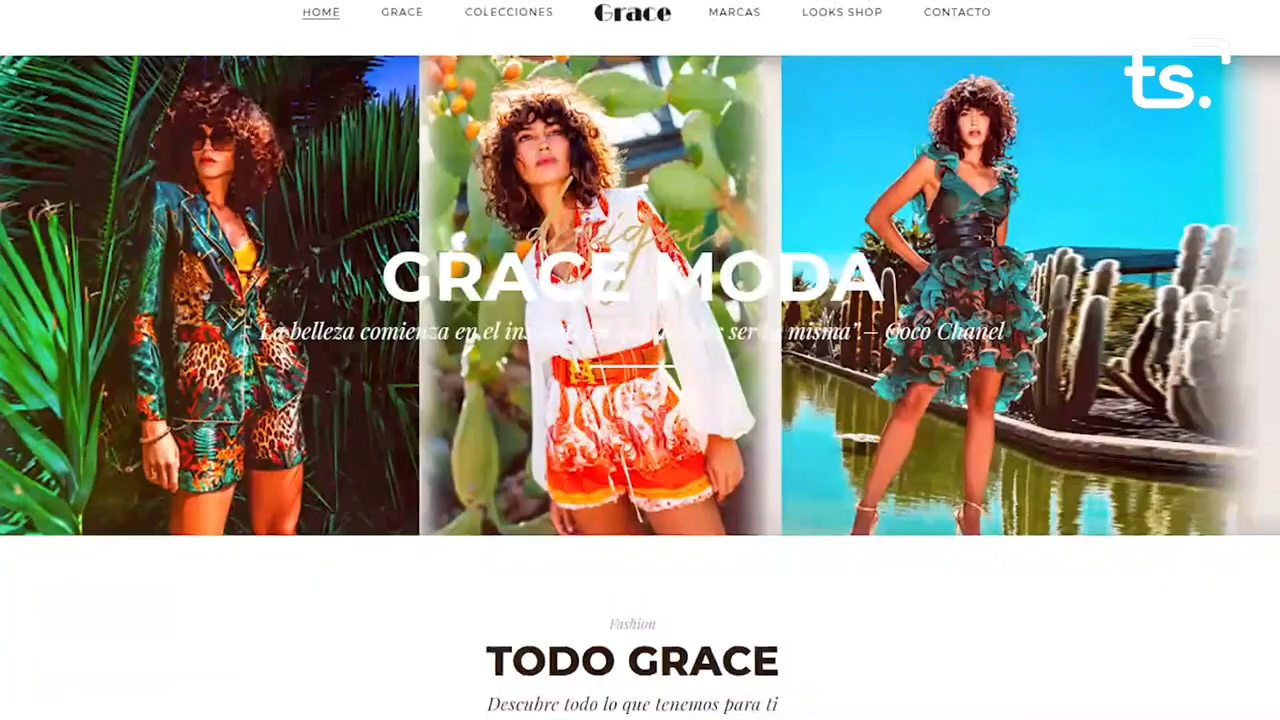 HOME GRACE COLECCIONES Grace MARCAS LOOKS SHOP CONTACTO
ts.
GRACE MODA
"La belleza comienza en el ser misma" – Coco Chanel
Fashion
TODO GRACE
Descubre todo lo que tenemos para ti